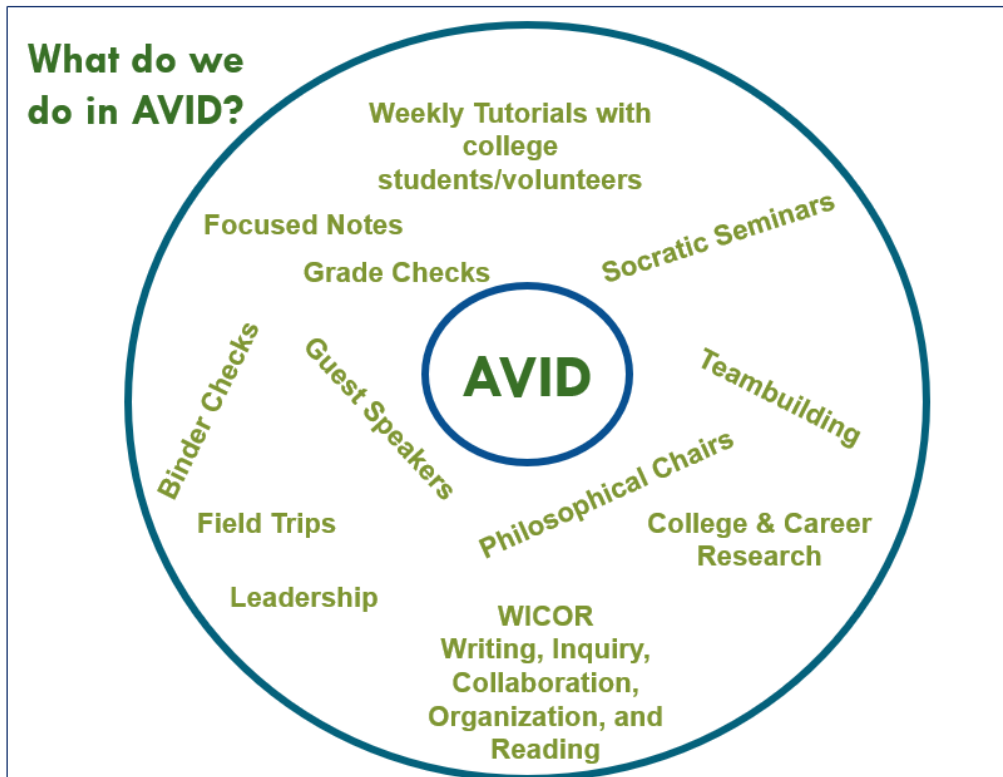 What do we
do in AVID?
Weekly Tutorials with
college
students/volunteers
Focused Notes
Socratic Seminars
Grade Checks
Binder Checks
Guest Speakers
AVID
Teambuilding
Philosophical Chairs
Field Trips
College & Career
Research
Leadership
WICOR
Writing, Inquiry,
Collaboration,
Organization, and
Reading